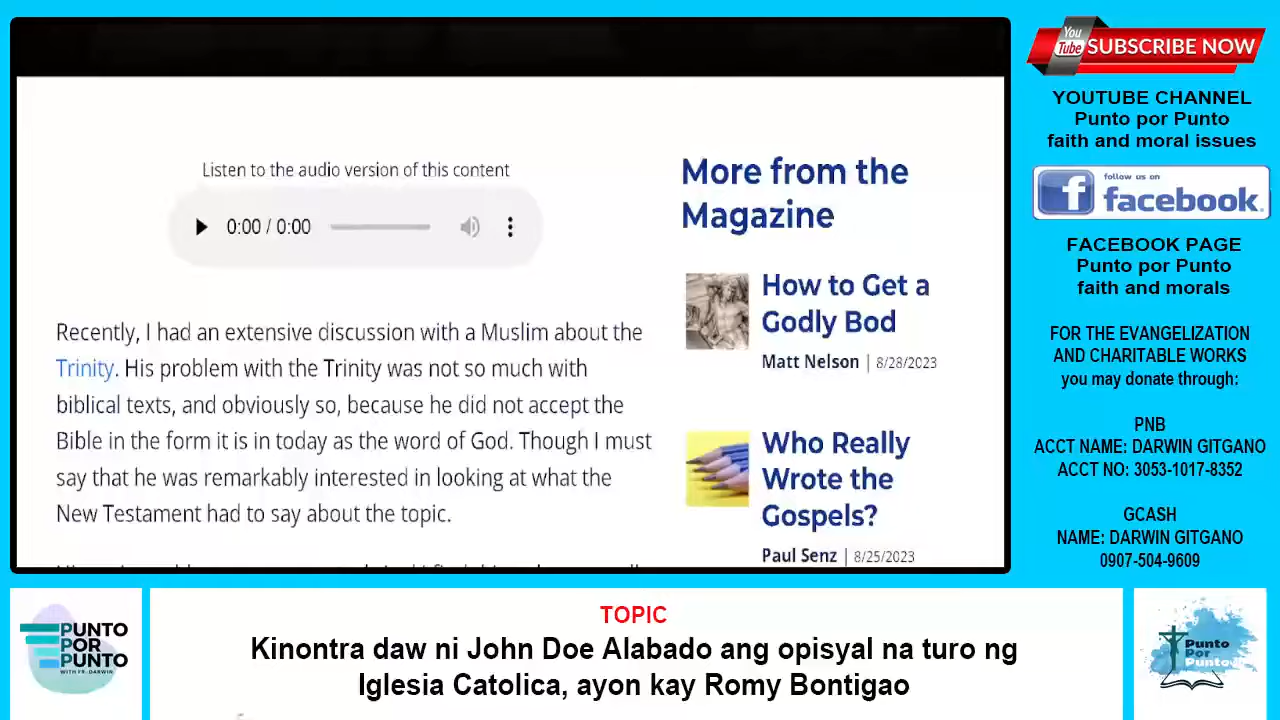 Listen to the audio version of this content
0:00 / 0:00
Recently, I had an extensive discussion with a Muslim about the
Trinity. His problem with the Trinity was not so much with
biblical texts, and obviously so, because he did not accept the
Bible in the form it is in today as the word of God. Though I must
say that he was remarkably interested in looking at what the
New Testament had to say about the topic.
More from the
Magazine
How to Get a
Godly Bod
Matt Nelson | 8/28/2023
Who Really
Wrote the
Gospels?
Paul Senz | 8/25/2023
You
Tube
SUBSCRIBE NOW
YOUTUBE CHANNEL
Punto por Punto
faith and moral issues
follow us on
facebook.
FACEBOOK PAGE
Punto por Punto
faith and morals
FOR THE EVANGELIZATION
AND CHARITABLE WORKS
you may donate through:
PNB
ACCT NAME: DARWIN GITGANO
ACCT NO: 3053-1017-8352
GCASH
NAME: DARWIN GITGANO
0907-504-9609
PUNTO
POR
PUNTO
WITH FR. DARWIN
TOPIC
Kinontra daw ni John Doe Alabado ang opisyal na turo ng
Iglesia Catolica, ayon kay Romy Bontigao
Punto
Por
Punto